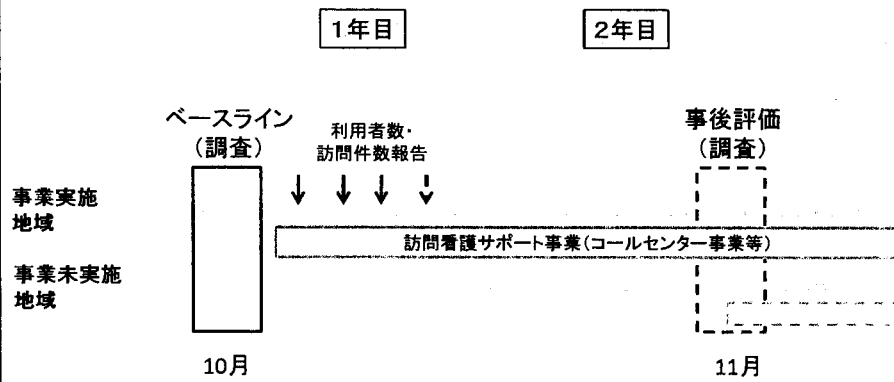 1年目
2年目
ベースライン
（調査）
利用者数・
訪問件数報告
事後評価
（調査）
事業実施
地域
訪問看護サポート事業（コールセンター事業等）
事業未実施
地域
10月
11月